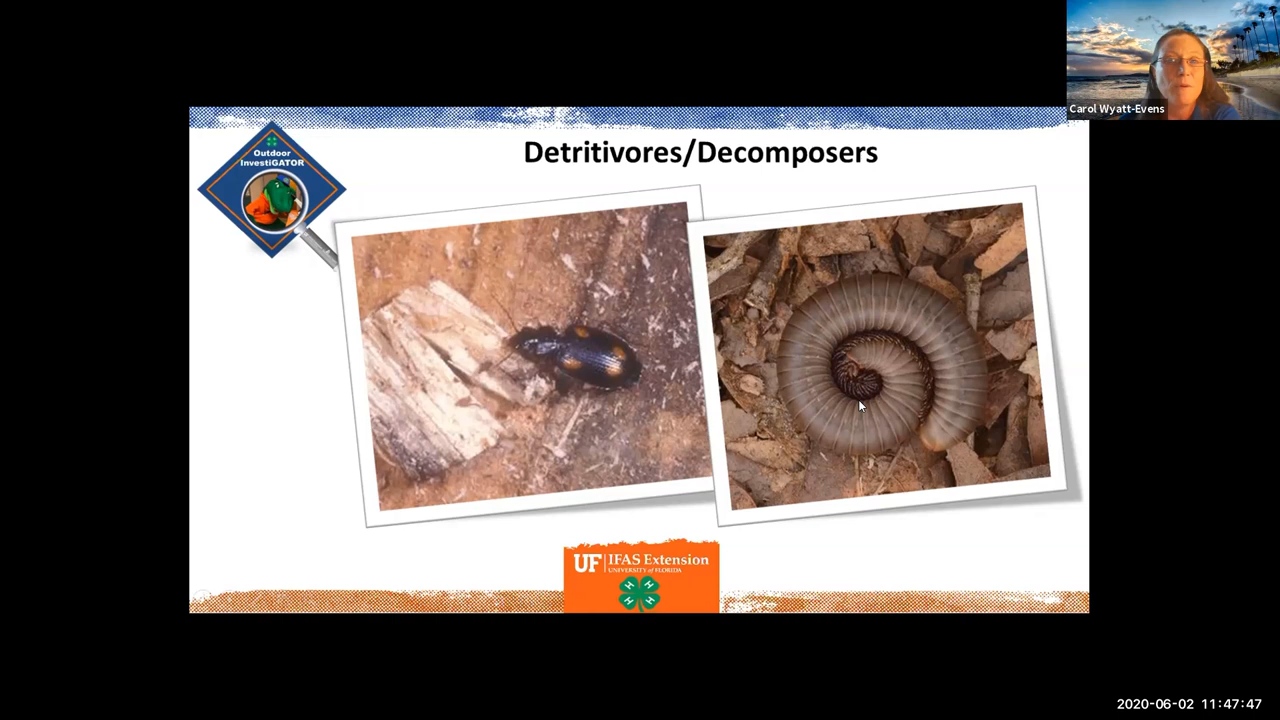 Carol Wyatt-Evens
Detritivores/Decomposers
Outdoor
InvestiGATOR
UF IFAS Extension
UNIVERSITY of FLORIDA
H H
H H
2020-06-02 11:47:47